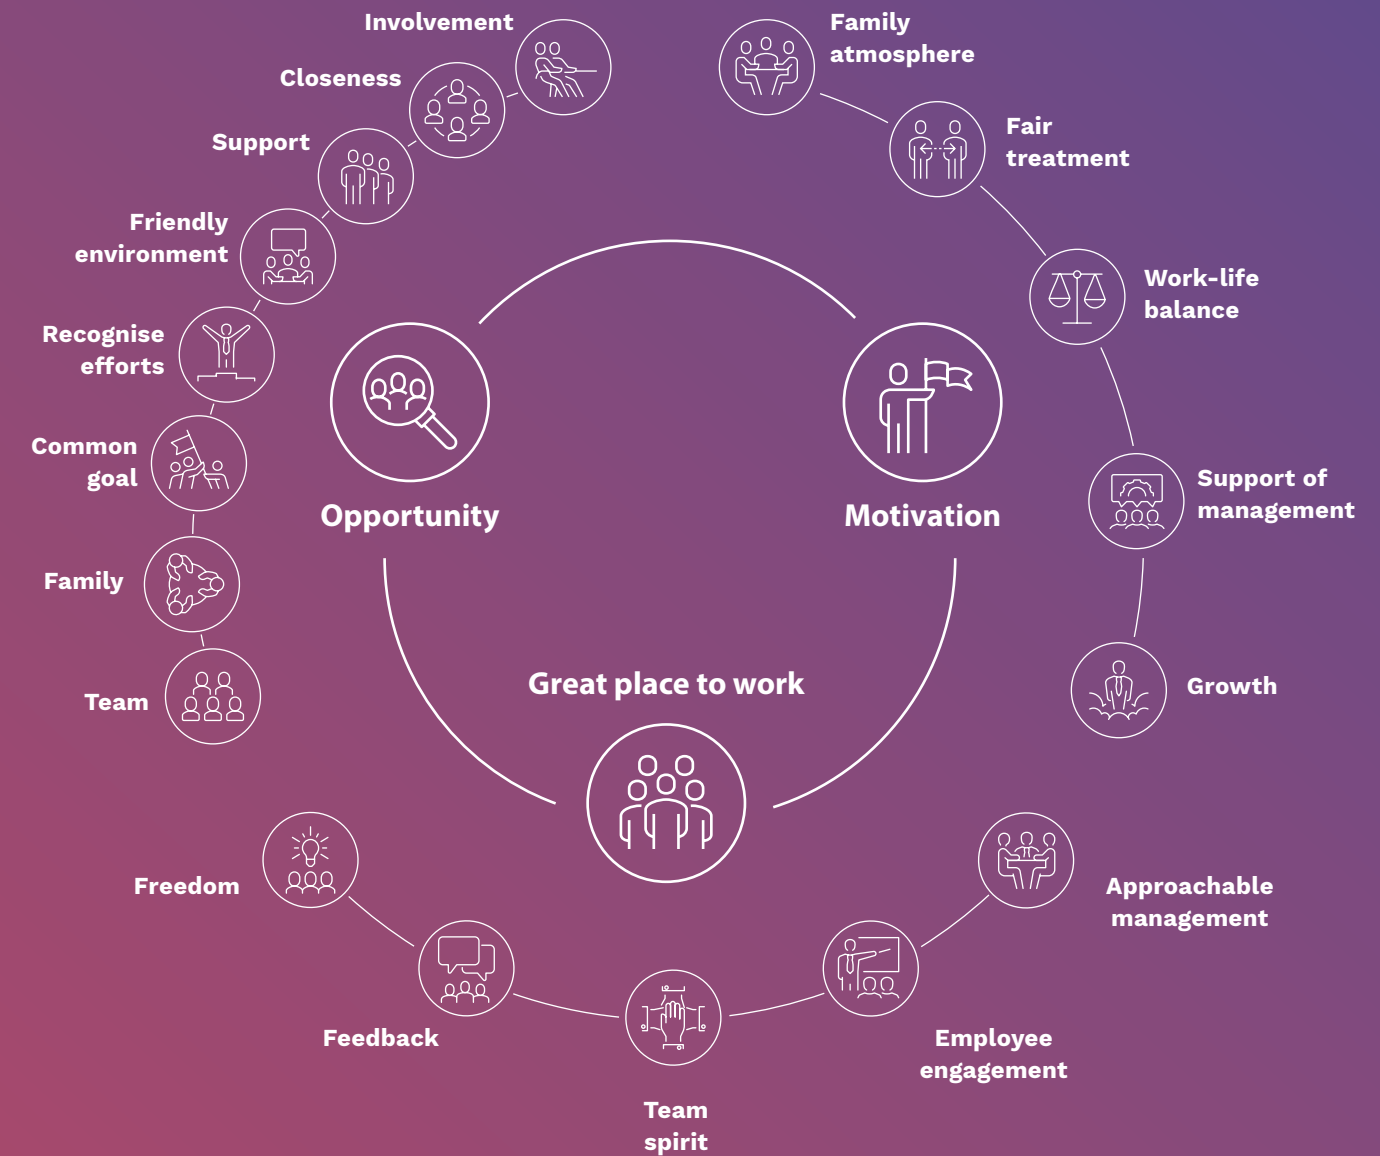 Involvement
Closeness
Support
Friendly
environment
Recognise
efforts
Common
goal
Family
Team
Family
atmosphere
Fair
treatment
Work-life
balance
Support of
management
Growth
Opportunity
Motivation
Great place to work
Freedom
Feedback
Team
spirit
Employee
engagement
Approachable
management